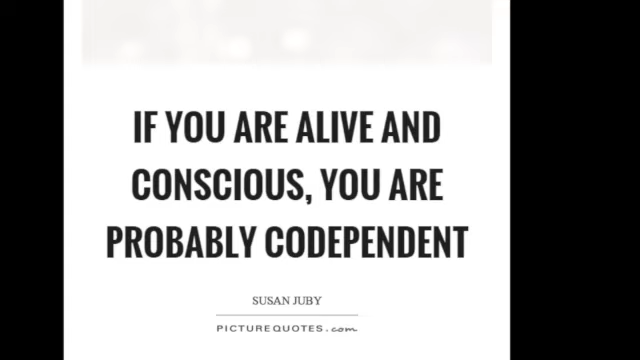 IF YOU ARE ALIVE AND
CONSCIOUS, YOU ARE
PROBABLY CODEPENDENT
SUSAN JUBY
PICTUREQUOTES.com